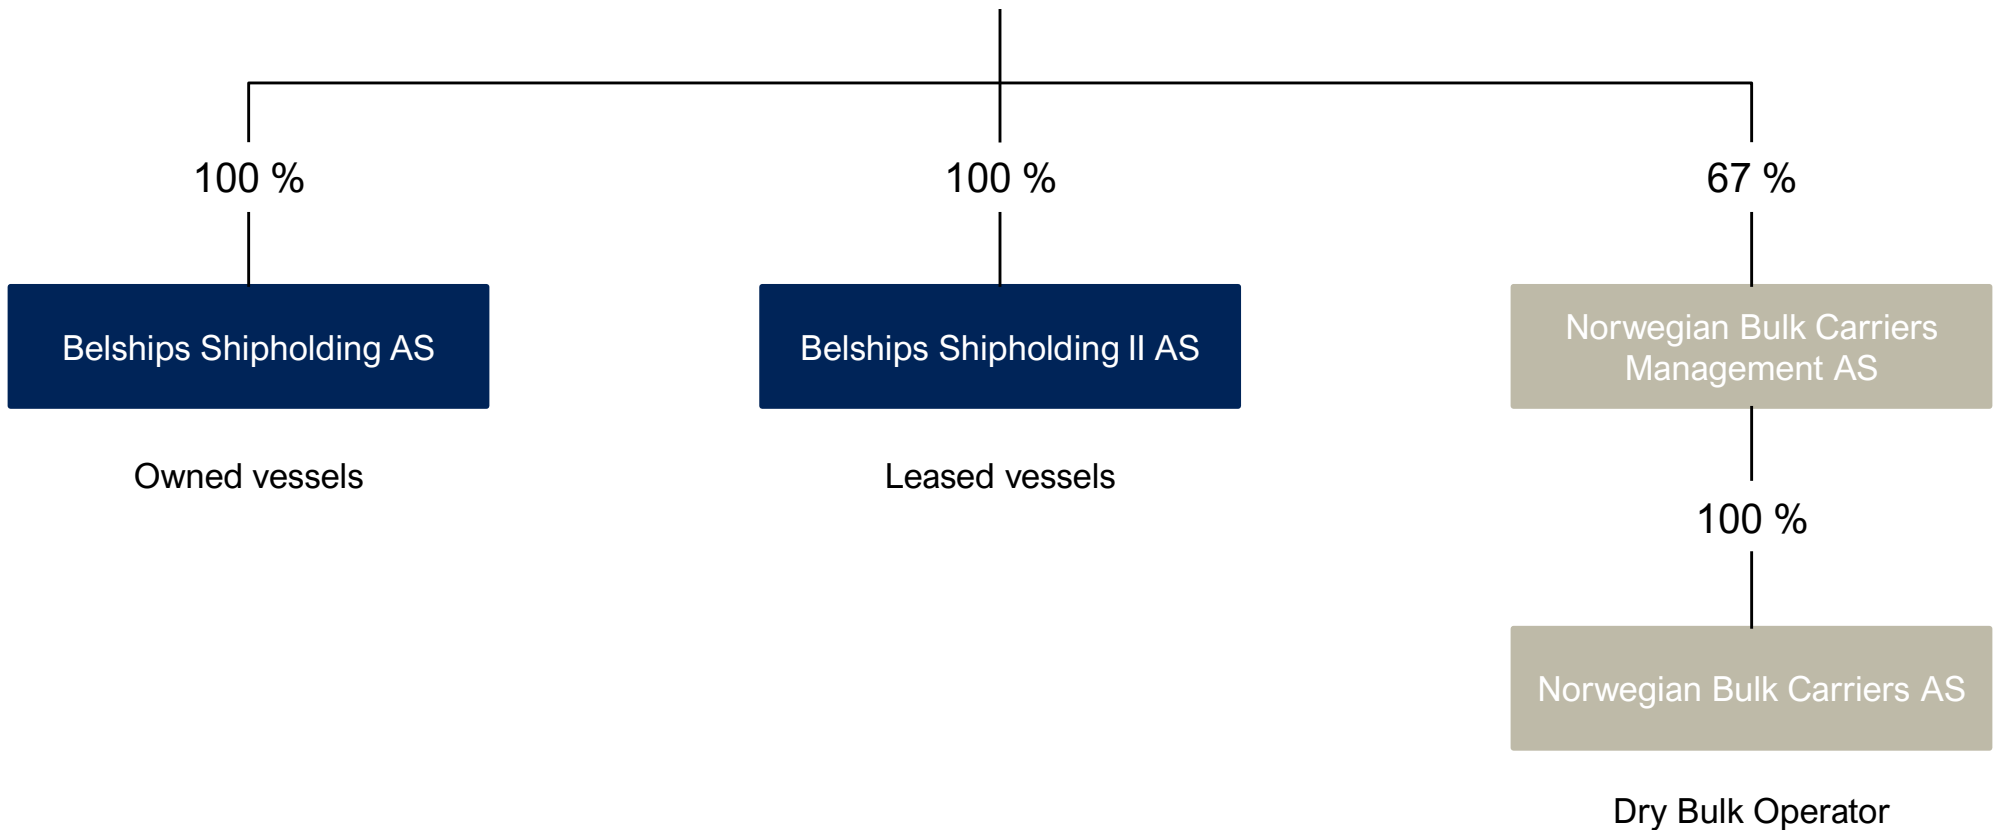 100 %
100 %
67 %
Belships Shipholding AS
Belships Shipholding II AS
Norwegian Bulk Carriers
Management AS
Owned vessels
Leased vessels
100 %
Norwegian Bulk Carriers AS
Dry Bulk Operator